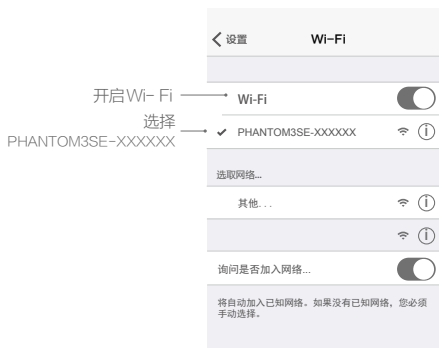 设置
Wi-Fi
开启Wi- Fi
Wi-Fi
选择
PHANTOM3SE-XXXXXX
PHANTOM3SE-XXXXXX
选取网络...
其他...
询问是否加入网络...
将自动加入已知网络。如果没有已知网络，您必须
手动选择。